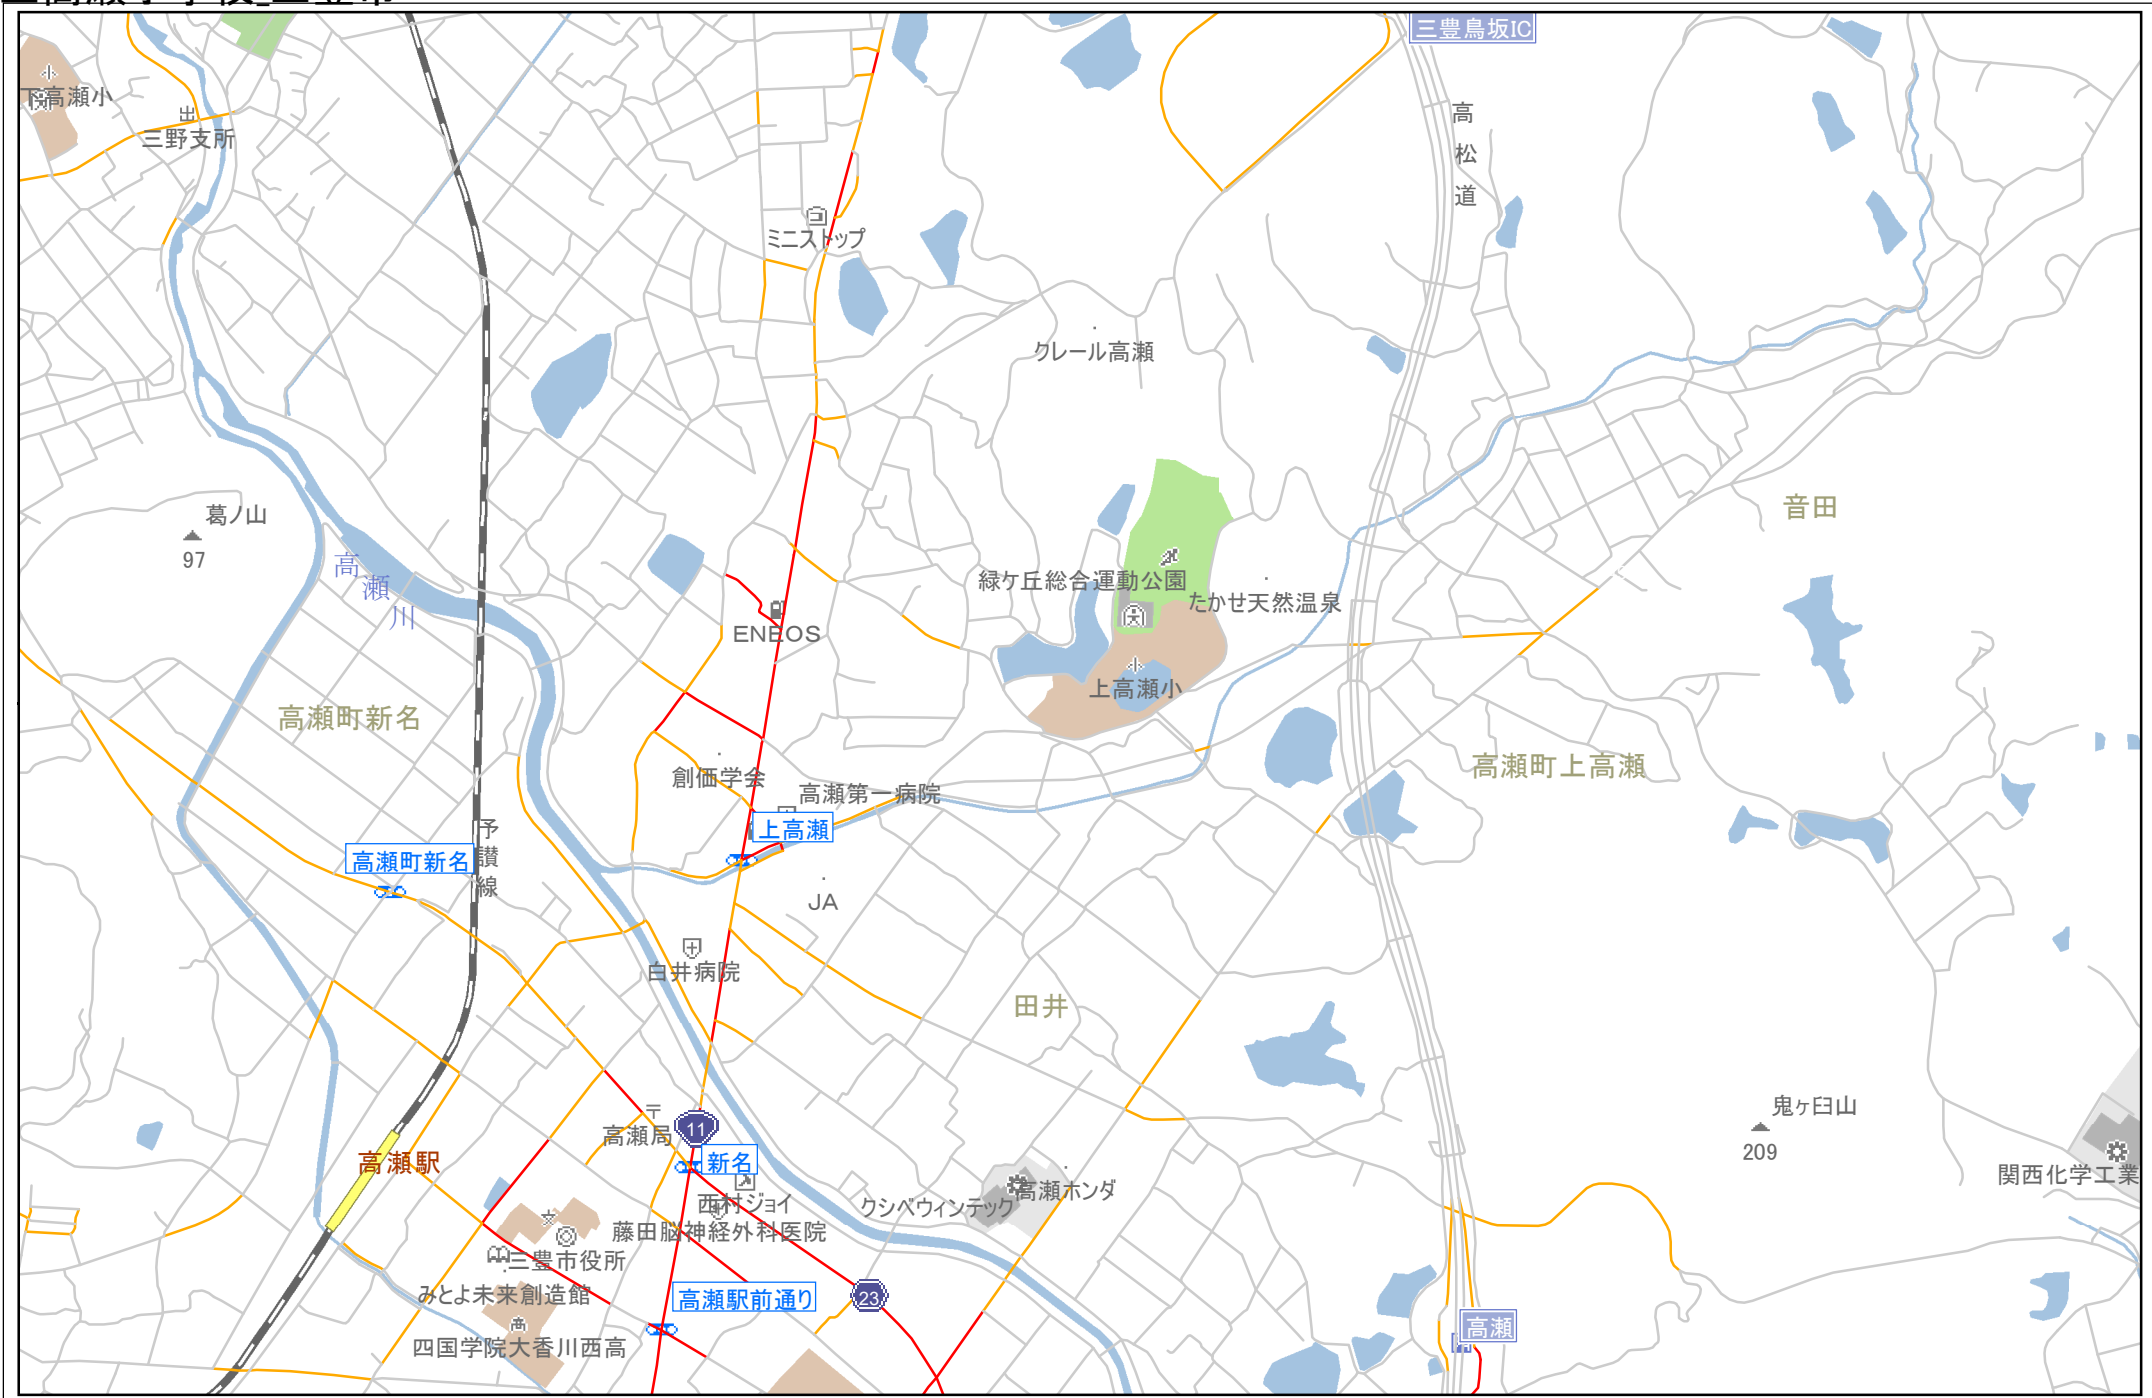 三豊鳥坂IC
下高瀬小
出
三野支所
高松道
ミニストップ
クレール高瀬
葛ノ山
97
高瀬川
音田
緑ケ丘総合運動公園
たかせ天然温泉
ENEOS
上高瀬小
高瀬町新名
高瀬町上高瀬
創価学会
高瀬第一病院
上高瀬
予讃線
高瀬町新名
JA
白井病院
田井
鬼ヶ臼山
209
高瀬局
11
新名
高瀬駅
関西化学工業
西村ジョイ
クシベウィンテック
高瀬ホンダ
藤田脳神経外科医院
三豊市役所
みとよ未来創造館
高瀬駅前通り
23
高瀬
四国学院大香川西高